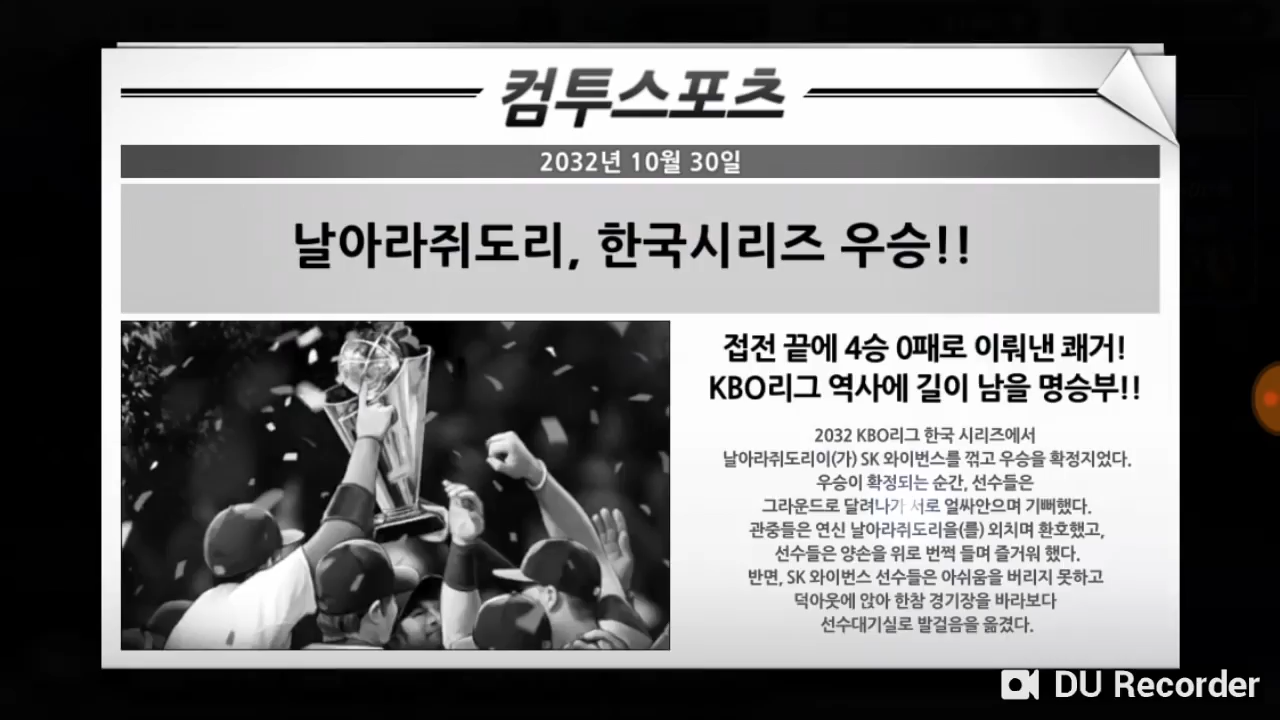 컴투스포츠
2032년 10월 30일
날아라쥐도리, 한국시리즈 우승!!
접전 끝에 4승 0패로 이뤄낸 쾌거!
KBO리그 역사에 길이 남을 명승부!!
2032 KBO리그 한국 시리즈에서
날아라쥐도리이(가) SK 와이번스를 꺾고 우승을 확정지었다.
우승이 확정되는 순간, 선수들은
그라운드로 달려나가 서로 얼싸안으며 기뻐했다.
관중들은 연신 날아라쥐도리을(를) 외치며 환호했고,
선수들은 양손을 위로 번쩍 들며 즐거워 했다.
반면, SK 와이번스 선수들은 아쉬움을 버리지 못하고
덕아웃에 앉아 한참 경기장을 바라보다
선수대기실로 발걸음을 옮겼다.
DU Recorder